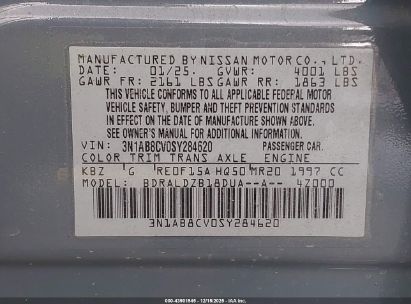 MANUFACTURED BY NISSAN MOTOR CO., LTD.
DATE: 01/25. GVWR: 4001 LBS
GAWR FR: 2161 LBS GAWR RR: 1863 LBS
THIS VEHICLE CONFORMS TO ALL APPLICABLE FEDERAL MOTOR
VEHICLE SAFETY, BUMPER AND THEFT PREVENTION STANDARDS
IN EFFECT ON THE DATE OF MANUFACTURE SHOWN ABOVE.
SEE OWNER'S MANUAL FOR ADDITIONAL INFORMATION.
VIN: 3N1AB8CV0SY284620 PASSENGER CAR.
COLOR TRIM TRANS AXLE ENGINE
KBZ G RE0F15A HQ50 MR20 1997 CC
MODEL: BDRALDZB18DUA--A-- 4Z000
3N1AB8CV0SY284620